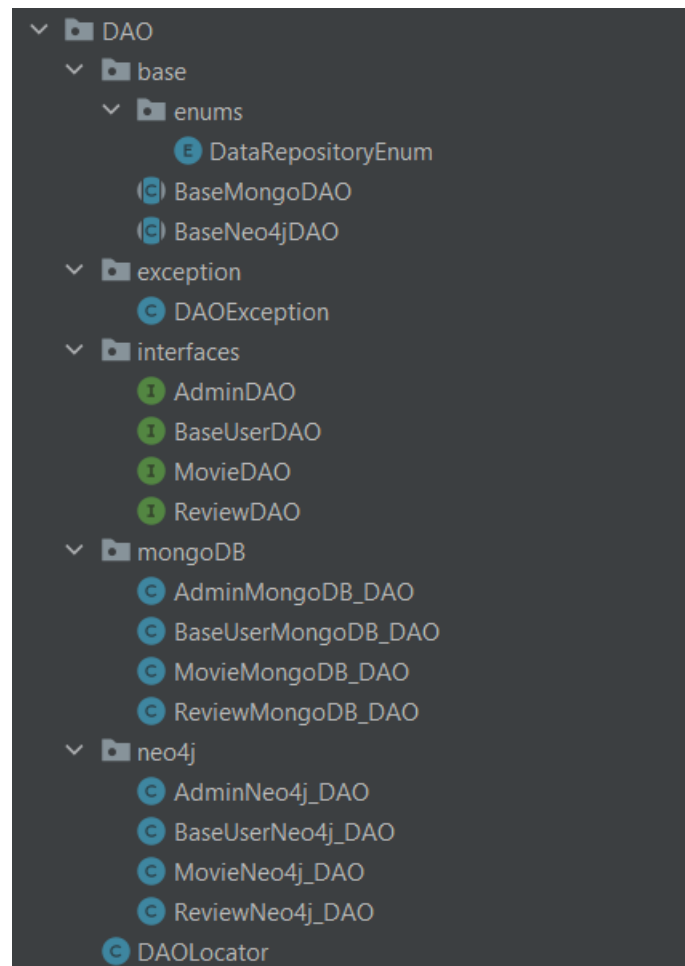 DAO
base
enums
E DataRepositoryEnum
C BaseMongoDAO
C BaseNeo4jDAO
exception
C DAOException
interfaces
I AdminDAO
I BaseUserDAO
I MovieDAO
I ReviewDAO
mongoDB
C AdminMongoDB_DAO
C BaseUserMongoDB_DAO
C MovieMongoDB_DAO
C ReviewMongoDB_DAO
neo4j
C AdminNeo4j_DAO
C BaseUserNeo4j_DAO
C MovieNeo4j_DAO
C ReviewNeo4j_DAO
C DAOLocator